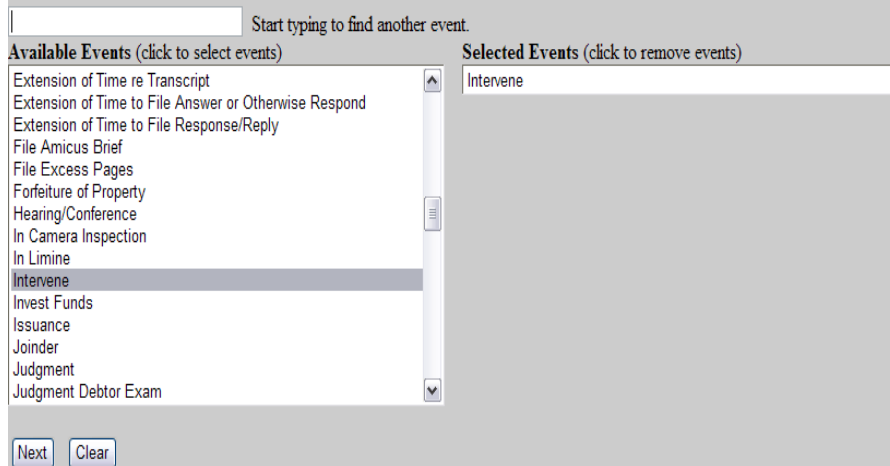 Start typing to find another event.
Available Events (click to select events)
Selected Events (click to remove events)
Extension of Time re Transcript
Extension of Time to File Answer or Otherwise Respond
Extension of Time to File Response/Reply
File Amicus Brief
File Excess Pages
Forfeiture of Property
Hearing/Conference
In Camera Inspection
In Limine
Intervene
Invest Funds
Issuance
Joinder
Judgment
Judgment Debtor Exam
Intervene
Next
Clear